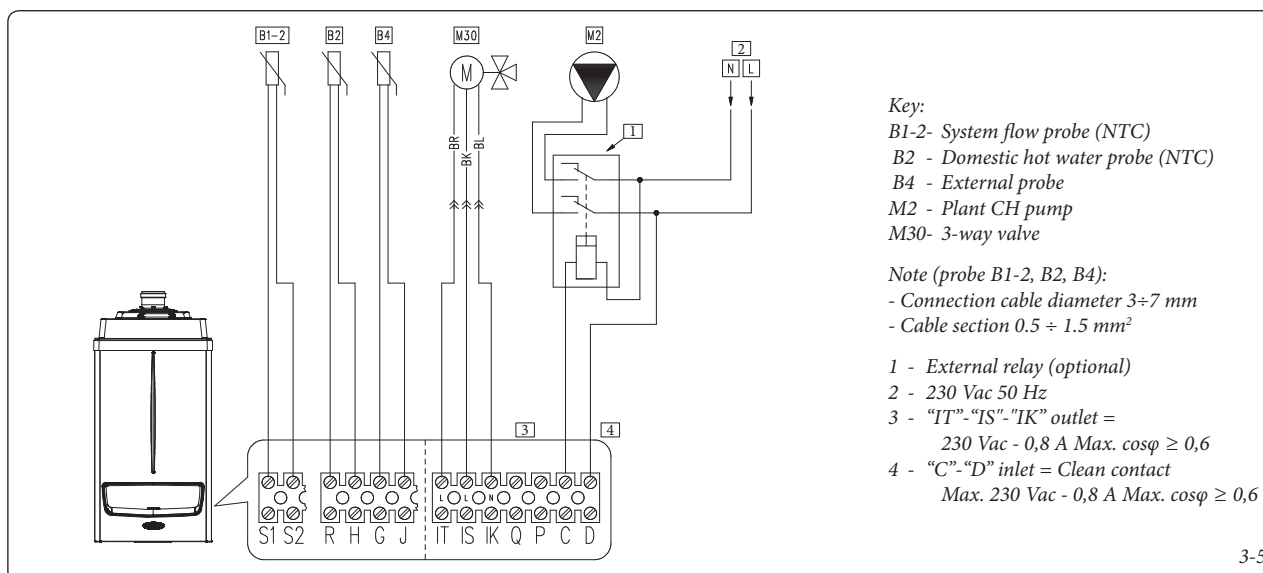 B1-2 B2 B4 M30 M2 2
N L
1
BR BK BL
3 4
L L N
S1 S2 R H G J IT IS IK Q P C D
Key:
B1-2- System flow probe (NTC)
B2 - Domestic hot water probe (NTC)
B4 - External probe
M2 - Plant CH pump
M30- 3-way valve
Note (probe B1-2, B2, B4):
- Connection cable diameter 3÷7 mm
- Cable section 0.5 ÷ 1.5 mm²
1 - External relay (optional)
2 - 230 Vac 50 Hz
3 - “IT”-“IS"-"IK” outlet =
230 Vac - 0,8 A Max. cosφ ≥ 0,6
4 - “C”-“D” inlet = Clean contact
Max. 230 Vac - 0,8 A Max. cosφ ≥ 0,6
M
3-5